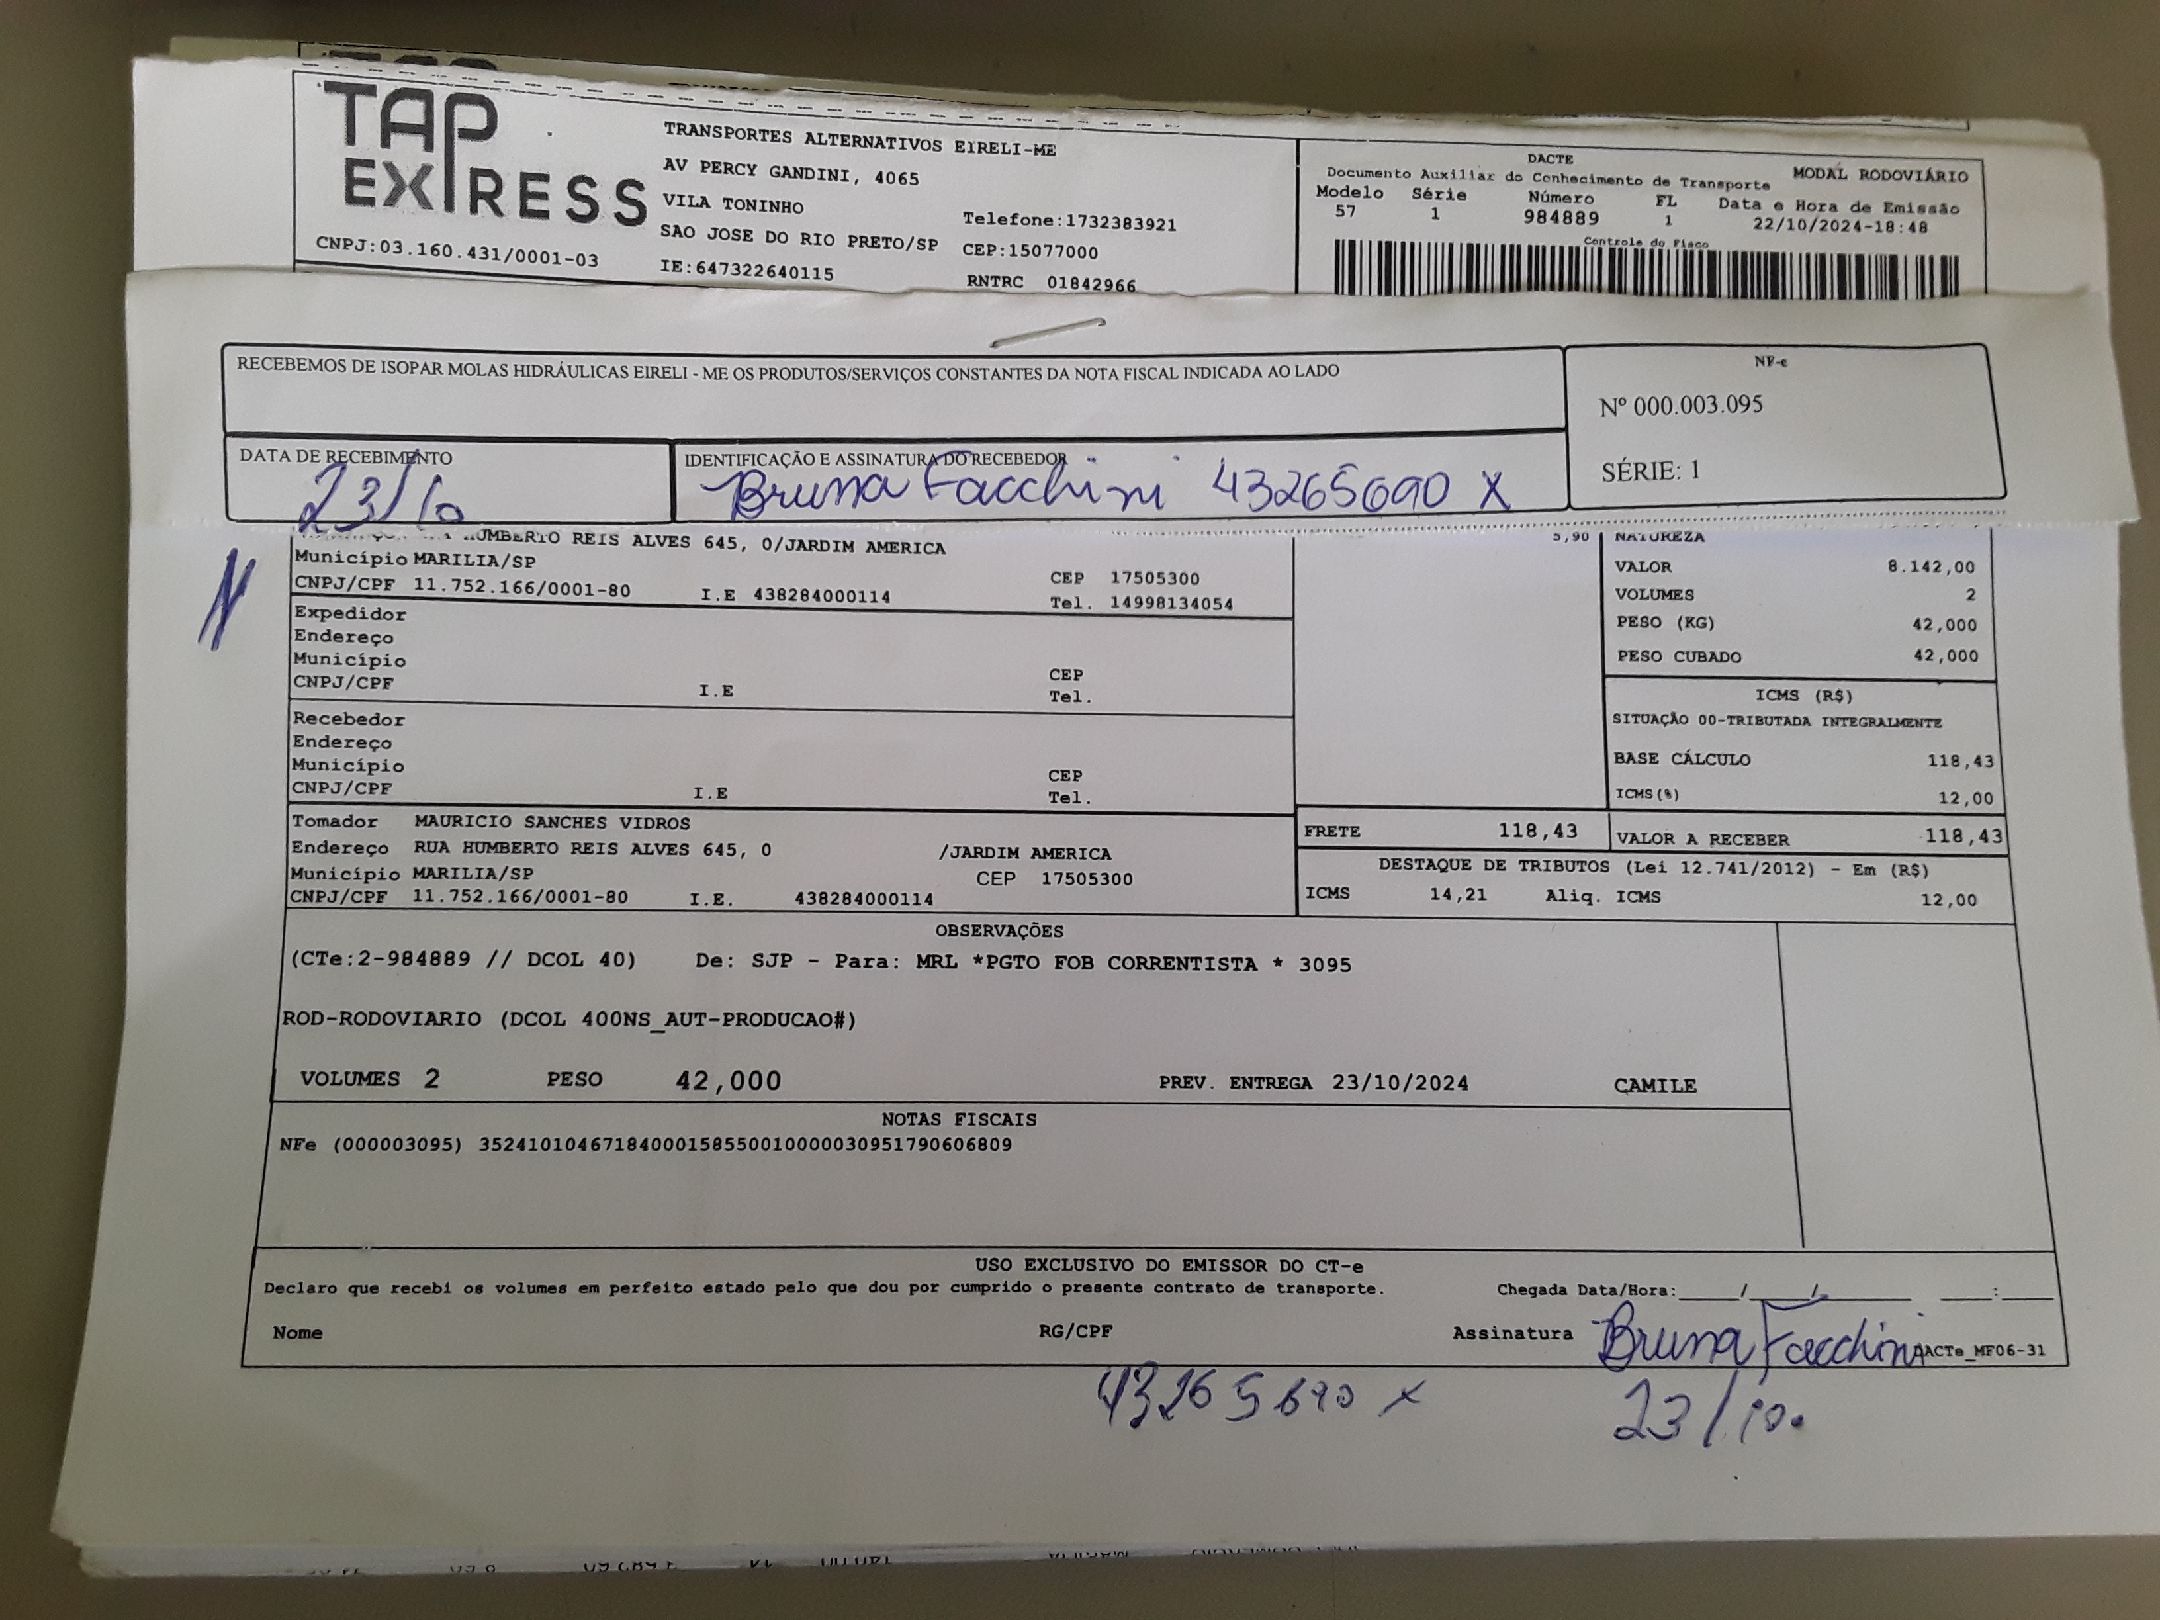 TAP EXPRESS
TRANSPORTES ALTERNATIVOS EIRELI-ME
AV PERCY GANDINI, 4065
VILA TONINHO
Telefone:1732383921
SAO JOSE DO RIO PRETO/SP CEP:15077000
CNPJ:03.160.431/0001-03
IE:647322640115 RNTRC 01842966
DACTE
MODAL RODOVIÁRIO
Documento Auxiliar do Conhecimento de Transporte
Modelo Série Número FL Data e Hora de Emissão
57 1 984889 1 22/10/2024-18:48
Controle do Fisco
RECEBEMOS DE ISOPAR MOLAS HIDRÁULICAS EIRELI - ME OS PRODUTOS/SERVIÇOS CONSTANTES DA NOTA FISCAL INDICADA AO LADO
NF-e
Nº 000.003.095
SÉRIE: 1
DATA DE RECEBIMENTO
23/10
IDENTIFICAÇÃO E ASSINATURA DO RECEBEDOR
Bruna Facchini 43265690 X
HUMBERTO REIS ALVES 645, 0/JARDIM AMERICA
Município MARILIA/SP CEP 17505300
CNPJ/CPF 11.752.166/0001-80 I.E 438284000114 Tel. 14998134054
Expedidor
Endereço
Município CEP
CNPJ/CPF I.E Tel.
Recebedor
Endereço
Município CEP
CNPJ/CPF I.E Tel.
5,90
NATUREZA
VALOR 8.142,00
VOLUMES 2
PESO (KG) 42,000
PESO CUBADO 42,000
ICMS (R$)
SITUAÇÃO 00-TRIBUTADA INTEGRALMENTE
BASE CÁLCULO 118,43
ICMS(%) 12,00
Tomador MAURICIO SANCHES VIDROS
Endereço RUA HUMBERTO REIS ALVES 645, 0 /JARDIM AMERICA
Município MARILIA/SP CEP 17505300
CNPJ/CPF 11.752.166/0001-80 I.E. 438284000114
FRETE 118,43 VALOR A RECEBER 118,43
DESTAQUE DE TRIBUTOS (Lei 12.741/2012) - Em (R$)
ICMS 14,21 Aliq. ICMS 12,00
OBSERVAÇÕES
(CTe:2-984889 // DCOL 40) De: SJP - Para: MRL *PGTO FOB CORRENTISTA * 3095
ROD-RODOVIARIO (DCOL 400NS_AUT-PRODUCAO#)
VOLUMES 2 PESO 42,000 PREV. ENTREGA 23/10/2024 CAMILE
NOTAS FISCAIS
NFe (000003095) 35241010467184000158550010000030951790606809
USO EXCLUSIVO DO EMISSOR DO CT-e
Declaro que recebi os volumes em perfeito estado pelo que dou por cumprido o presente contrato de transporte. Chegada Data/Hora:____/____/____ ____:____
Nome RG/CPF Assinatura Bruna Facchini DACTe_MF06-31
43265690 x 23/10.